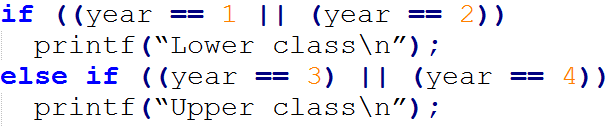 if ((year == 1 || (year == 2))
  printf(“Lower class\n”);
else if ((year == 3) || (year == 4))
  printf(“Upper class\n”);